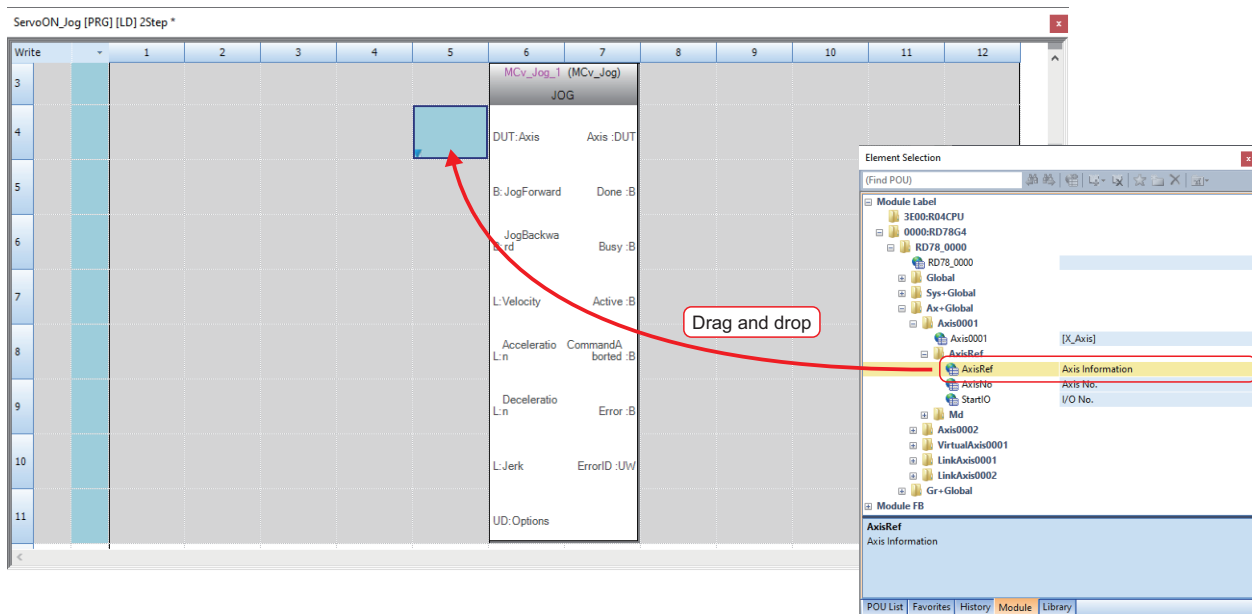 ServoON_Jog [PRG] [LD] 2Step *
Write 1 2 3 4 5 6 7 8 9 10 11 12
3
MCv_Jog_1 (MCv_Jog)
JOG
4
DUT:Axis Axis :DUT
5
B: JogForward Done :B
6
JogBackwa
B: rd Busy :B
7
L:Velocity Active :B
8
Acceleratio CommandA
L:n borted :B
9
Deceleratio
L:n Error :B
10
L:Jerk ErrorID :UW
11
UD:Options
Drag and drop
Element Selection
(Find POU)
Module Label
3E00:R04CPU
0000:RD78G4
RD78_0000
RD78_0000
Global
Sys+Global
Ax+Global
Axis0001
Axis0001 [X_Axis]
AxisRef
AxisRef Axis Information
AxisNo Axis No.
StartIO I/O No.
Md
Axis0002
VirtualAxis0001
LinkAxis0001
LinkAxis0002
Gr+Global
Module FB
AxisRef
Axis Information
POU List Favorites History Module Library